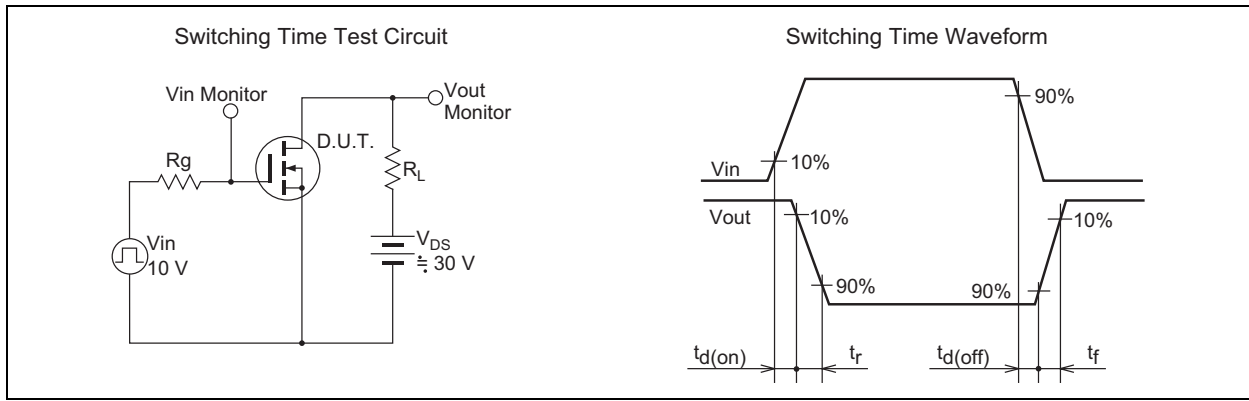 Switching Time Test Circuit
Vin Monitor
Vout
Monitor
D.U.T.
Rg
RL
Vin
10 V
VDS
≒ 30 V
Switching Time Waveform
90%
10%
Vin
Vout
10%
10%
90%
90%
td(on)
tr
td(off)
tf